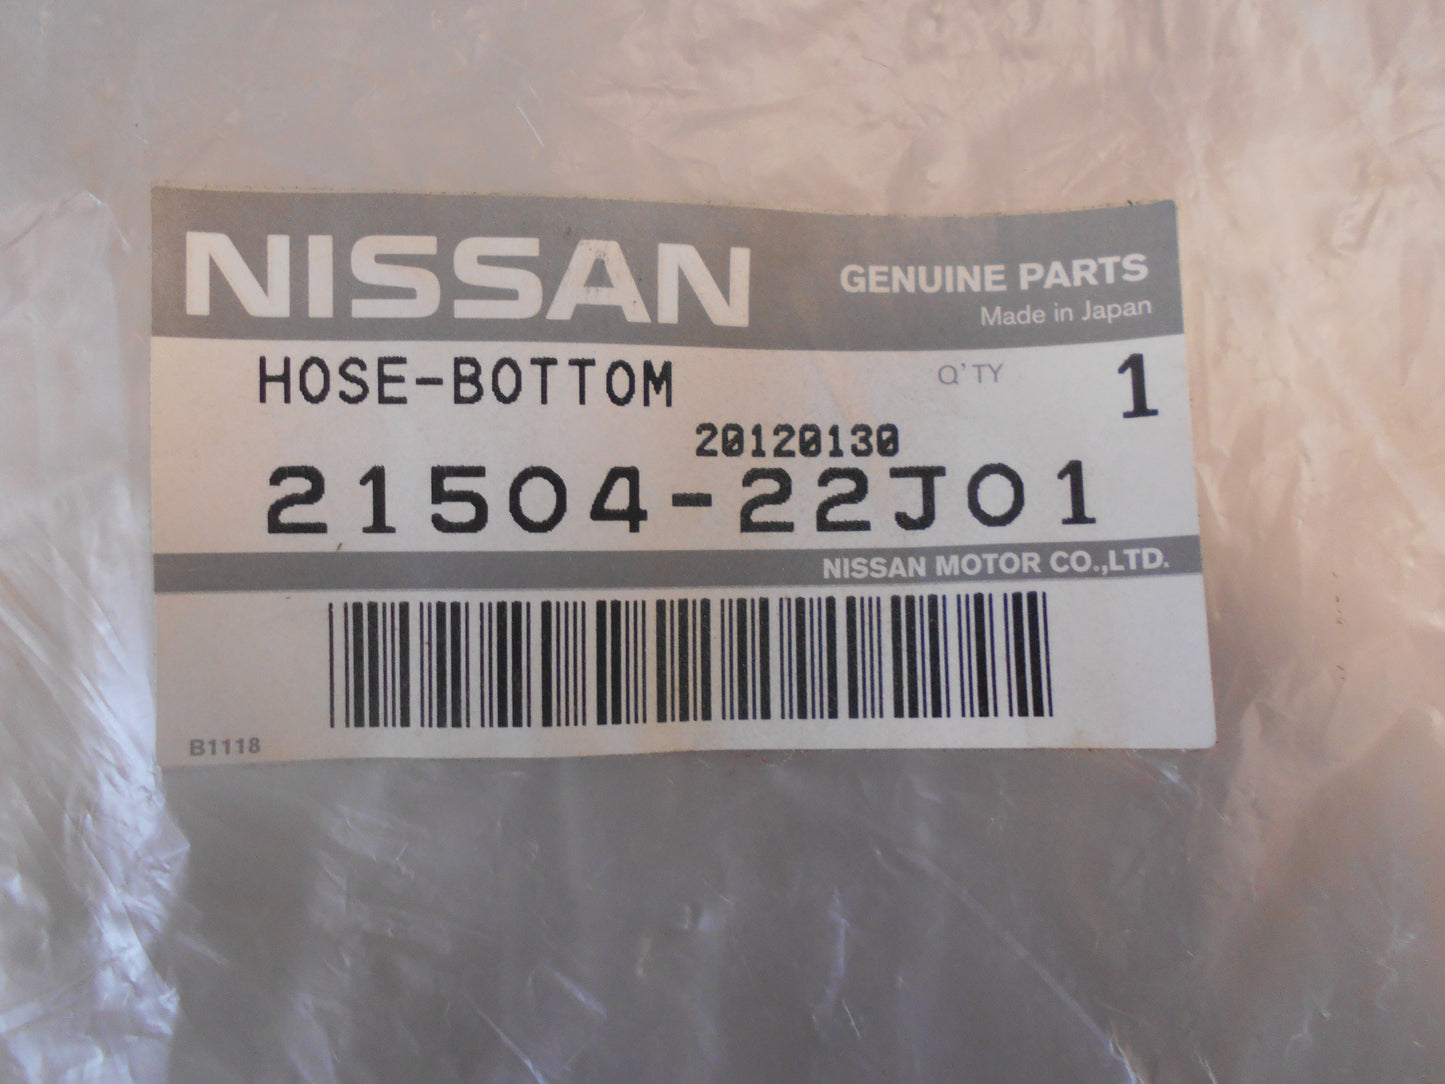 NISSAN
GENUINE PARTS
Made in Japan
HOSE-BOTTOM Q'TY 1
20120130
21504-22J01
NISSAN MOTOR CO.,LTD.
B1118